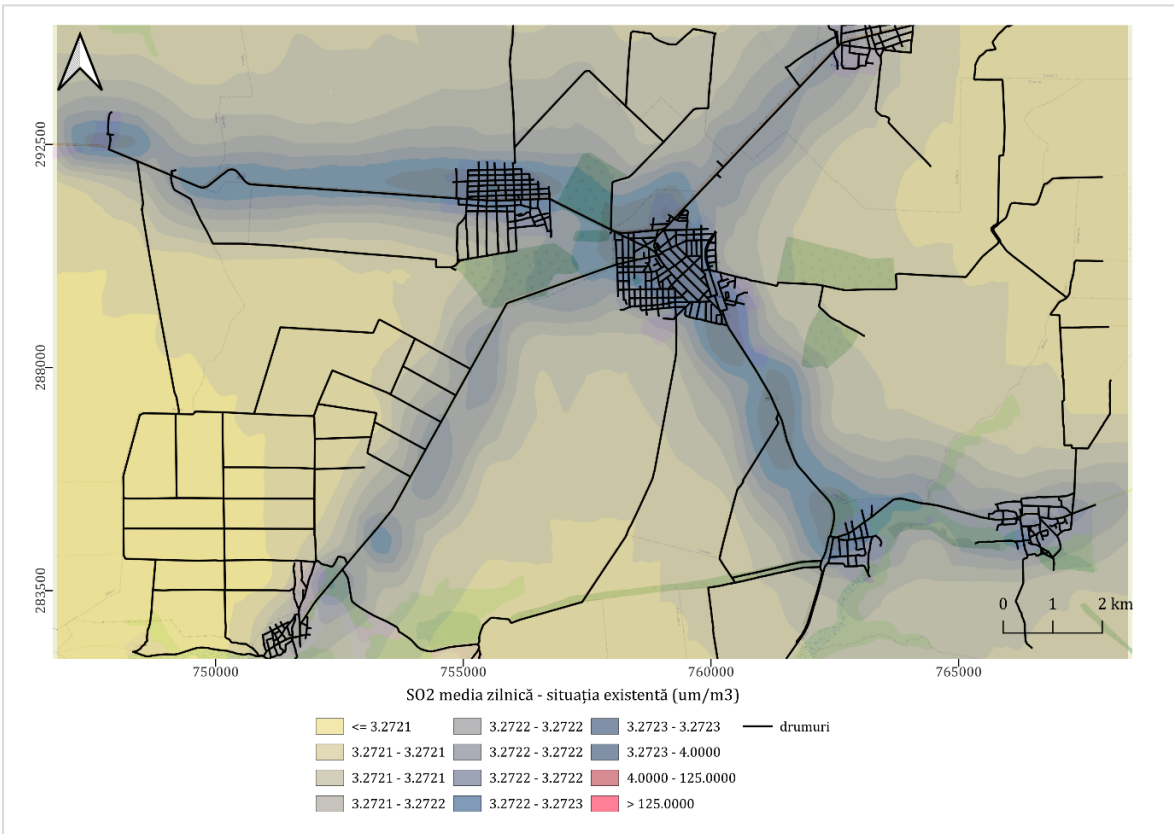 292500
288000
283500
0 1 2 km
750000 755000 760000 765000
SO2 media zilnică - situația existentă (um/m3)
<= 3.2721 3.2722 - 3.2722 3.2723 - 3.2723 drumuri
3.2721 - 3.2721 3.2722 - 3.2722 3.2723 - 4.0000
3.2721 - 3.2721 3.2722 - 3.2722 4.0000 - 125.0000
3.2721 - 3.2722 3.2722 - 3.2723 > 125.0000